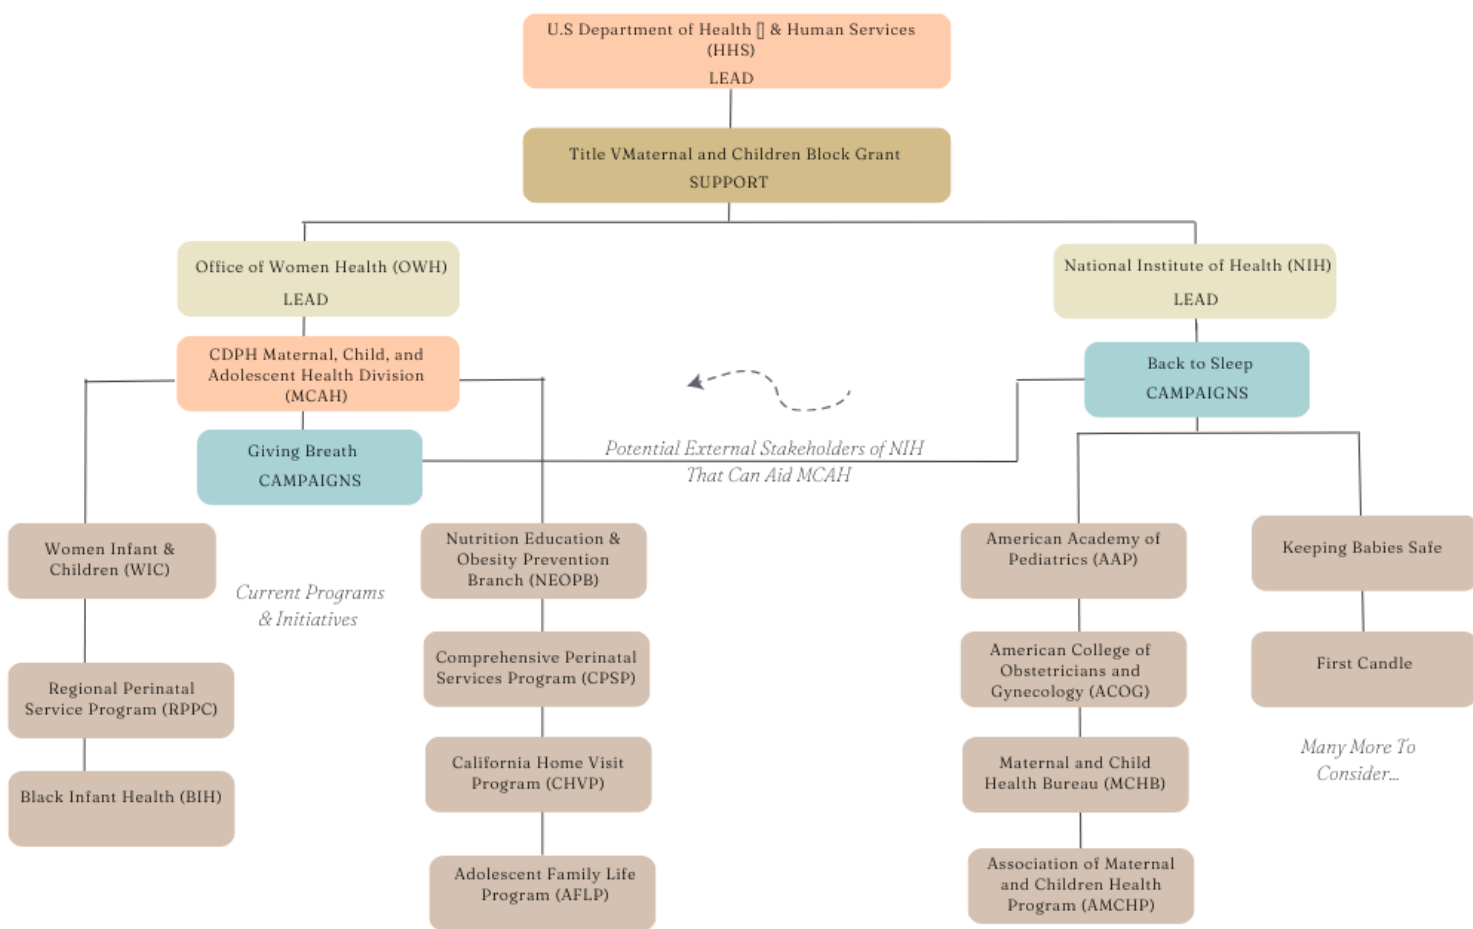 U.S Department of Health ▯ & Human Services
(HHS)
LEAD
Title VMaternal and Children Block Grant
SUPPORT
Office of Women Health (OWH)
LEAD
National Institute of Health (NIH)
LEAD
CDPH Maternal, Child, and
Adolescent Health Division
(MCAH)
Back to Sleep
CAMPAIGNS
Giving Breath
CAMPAIGNS
Potential External Stakeholders of NIH
That Can Aid MCAH
Women Infant &
Children (WIC)
Regional Perinatal
Service Program (RPPC)
Black Infant Health (BIH)
Current Programs
& Initiatives
Nutrition Education &
Obesity Prevention
Branch (NEOPB)
Comprehensive Perinatal
Services Program (CPSP)
California Home Visit
Program (CHVP)
Adolescent Family Life
Program (AFLP)
American Academy of
Pediatrics (AAP)
American College of
Obstetricians and
Gynecology (ACOG)
Maternal and Child
Health Bureau (MCHB)
Association of Maternal
and Children Health
Program (AMCHP)
Keeping Babies Safe
First Candle
Many More To
Consider...